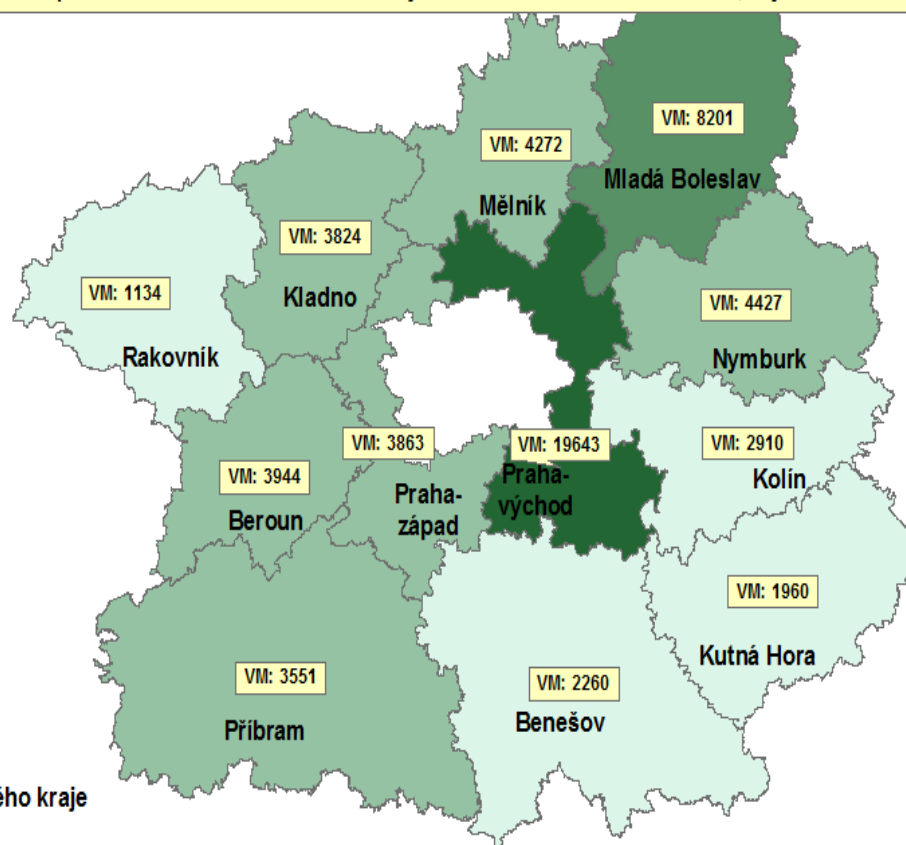 VM: 8201
Mladá Boleslav
VM: 4272
Mělník
VM: 3824
Kladno
VM: 1134
Rakovník
VM: 4427
Nymburk
VM: 3863
Praha-
západ
VM: 19643
Praha-
východ
VM: 2910
Kolín
VM: 3944
Beroun
VM: 1960
Kutná Hora
VM: 3551
Příbram
VM: 2260
Benešov
ého kraje